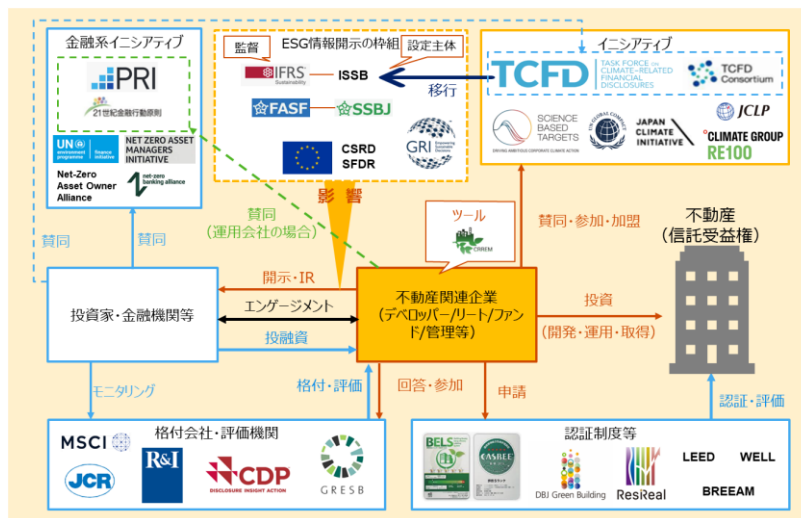 金融系イニシアティブ
PRI
21世紀金融行動原則
UN
environment
programme
finance
initiative
NET ZERO ASSET
MANAGERS
INITIATIVE
Net-Zero
Asset Owner
Alliance
net-zero
banking alliance
監督
ESG情報開示の枠組
設定主体
IFRS
Sustainability
ISSB
FASF
SSBJ
CSRD
SFDR
GRI
Empowering
Sustainable
Decisions
イニシアティブ
TCFD
TASK FORCE ON
CLIMATE-RELATED
FINANCIAL
DISCLOSURES
TCFD
Consortium
移行
SCIENCE
BASED
TARGETS
DRIVING AMBITIOUS CORPORATE CLIMATE ACTION
JAPAN
CLIMATE
INITIATIVE
JCLP
°CLIMATE GROUP
RE100
影響
賛同
賛同
賛同
(運用会社の場合)
ツール
CRREM
賛同・参加・加盟
不動産
(信託受益権)
投資家・金融機関等
開示・IR
エンゲージメント
投融資
不動産関連企業
(デベロッパー/リート/ファン
ド/管理等)
投資
(開発・運用・取得)
モニタリング
格付・評価
回答・参加
申請
認証・評価
格付会社・評価機関
MSCI
JCR
R&I
CDP
DISCLOSURE INSIGHT ACTION
GRESB
認証制度等
BELS
CASBEE
DBJ Green Building
ResiReal
LEED
WELL
BREEAM